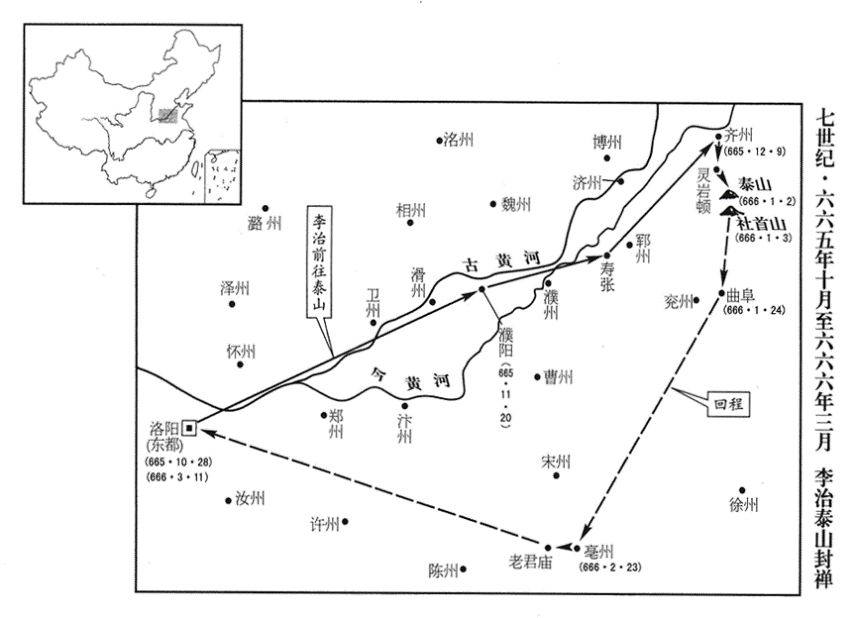 七世纪·六六五年十月至六六六年三月 李治泰山封禅
洺州
博州
齐州
(665·12·9)
济州
灵岩顿
泰山
(666·1·2)
社首山
(666·1·3)
潞州
相州
魏州
李治前往泰山
郓州
古黄河
寿张
泽州
滑州
卫州
濮州
兖州
曲阜
(666·1·24)
濮阳(665·11·20)
怀州
今黄河
曹州
回程
洛阳
(东都)
(665·10·28)
(666·3·11)
郑州
汴州
宋州
汝州
许州
徐州
陈州
老君庙
亳州
(666·2·23)